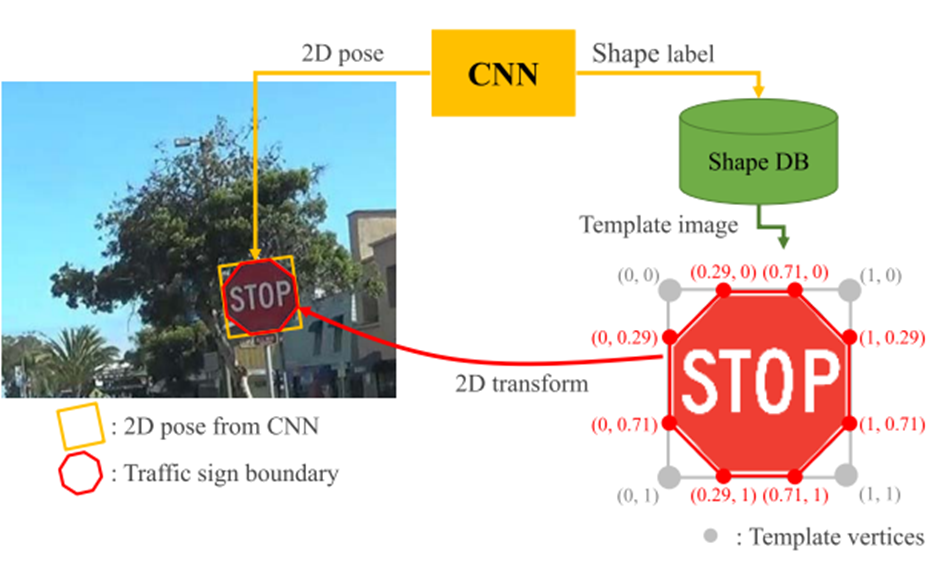 2D pose
CNN
Shape label
Shape DB
Template image
STOP
(0, 0)
(0.29, 0)
(0.71, 0)
(1, 0)
(0, 0.29)
(1, 0.29)
STOP
2D transform
(0, 0.71)
(1, 0.71)
: 2D pose from CNN
: Traffic sign boundary
(0, 1)
(0.29, 1)
(0.71, 1)
(1, 1)
: Template vertices